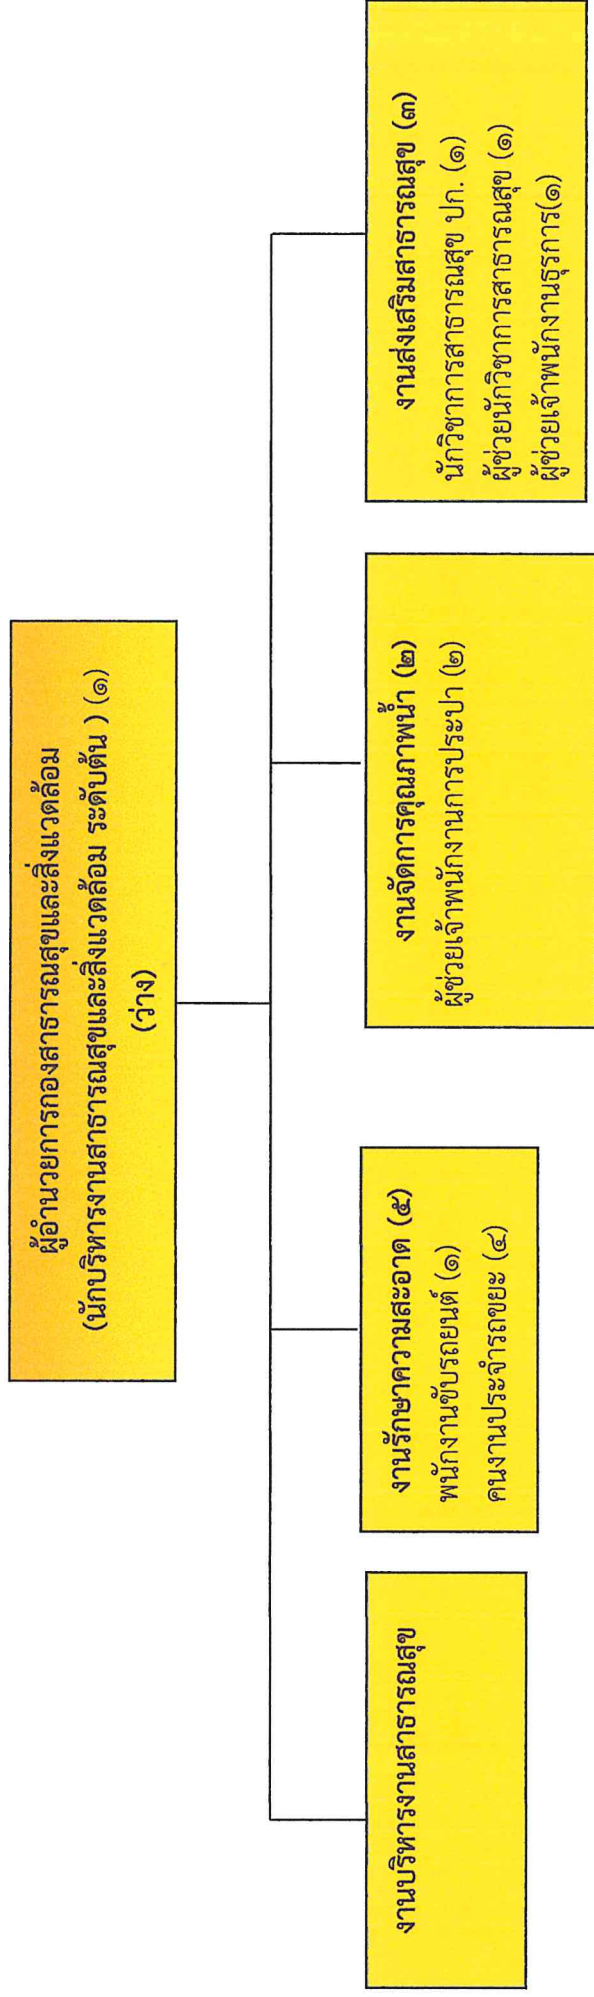 ผู้อำนวยการกองสาธารณสุขและสิ่งแวดล้อม
(นักบริหารงานสาธารณสุขและสิ่งแวดล้อม ระดับต้น ) (๑)
(ว่าง)
งานบริหารงานสาธารณสุข
งานรักษาความสะอาด (๕)
พนักงานขับรถยนต์ (๑)
คนงานประจำรถขยะ (๔)
งานจัดการคุณภาพน้ำ (๒)
ผู้ช่วยเจ้าพนักงานการประปา (๒)
งานส่งเสริมสาธารณสุข (๓)
นักวิชาการสาธารณสุข ปก. (๑)
ผู้ช่วยนักวิชาการสาธารณสุข (๑)
ผู้ช่วยเจ้าพนักงานธุรการ(๑)